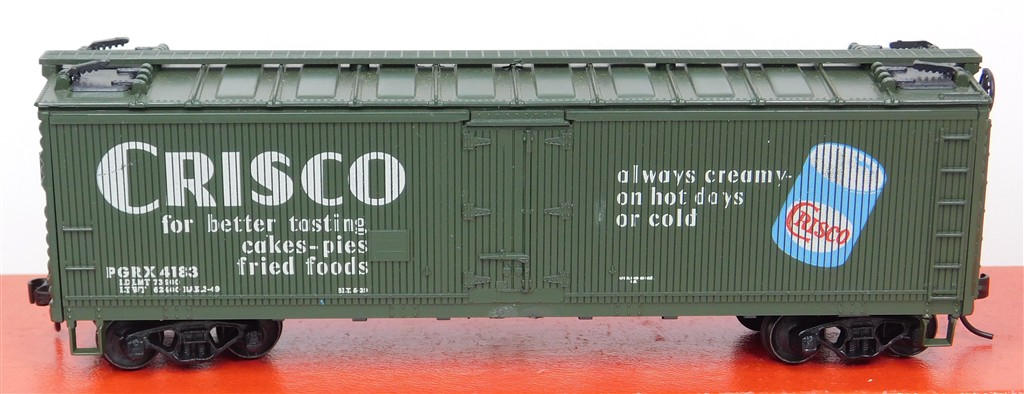 CRISCO
for better tasting
cakes-pies
fried foods
PGRX 4183
always creamy-
on hot days
or cold
CRISCO